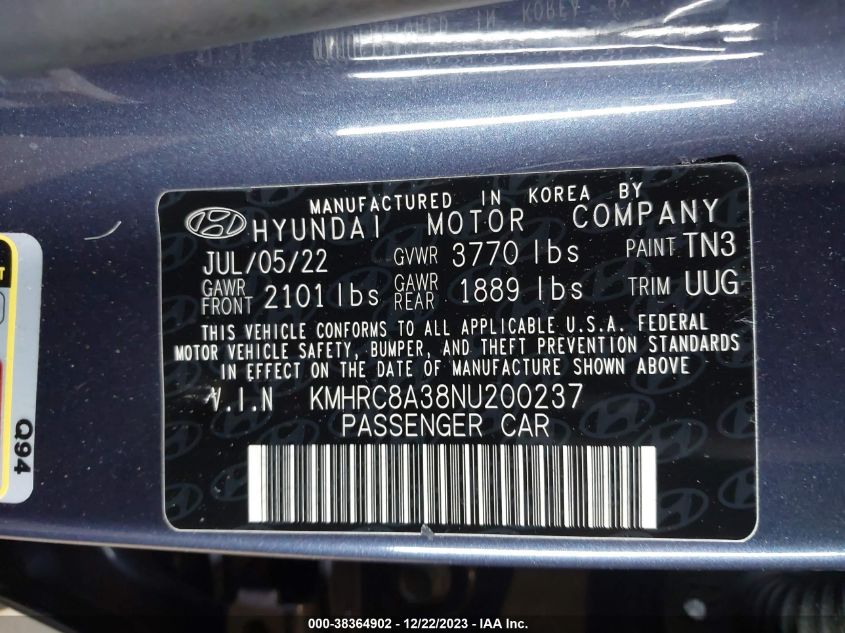 MANUFACTURED IN KOREA BY
HYUNDAI MOTOR COMPANY
JUL/05/22 GVWR 3770 lbs PAINT TN3
GAWR FRONT 2101 lbs GAWR REAR 1889 lbs TRIM UUG
THIS VEHICLE CONFORMS TO ALL APPLICABLE U.S.A. FEDERAL
MOTOR VEHICLE SAFETY, BUMPER, AND THEFT PREVENTION STANDARDS
IN EFFECT ON THE DATE OF MANUFACTURE SHOWN ABOVE.
V.I.N KMHRC8A38NU200237
PASSENGER CAR
Q94
000-38364902 - 12/22/2023 - IAA Inc.